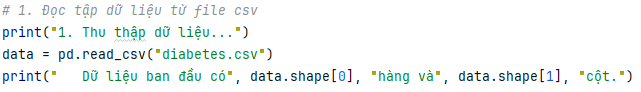 # 1. Đọc tập dữ liệu từ file csv
print("1. Thu thập dữ liệu...")
data = pd.read_csv("diabetes.csv")
print("   Dữ liệu ban đầu có", data.shape[0], "hàng và", data.shape[1], "cột.")